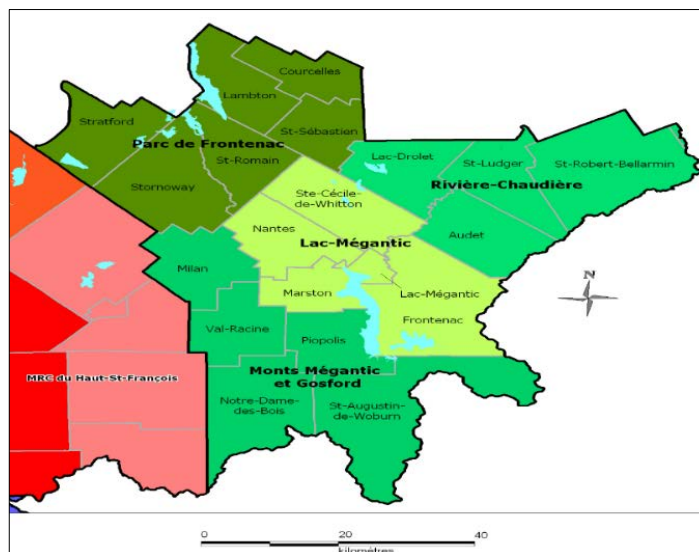 Courcelles
Lambton
Stratford
St-Sébastien
Parc de Frontenac
St-Romain
Lac-Drolet
St-Ludger
St-Robert-Bellarmin
Rivière-Chaudière
Stornoway
Ste-Cécile-
de-Whitton
Nantes
Lac-Mégantic
Audet
Milan
Marston
Lac-Mégantic
Frontenac
N
Val-Racine
Piopolis
MRC du Haut-St-François
Monts Mégantic
et Gosford
Notre-Dame-
des-Bois
St-Augustin-
de-Woburn
0 20 40
kilomètres